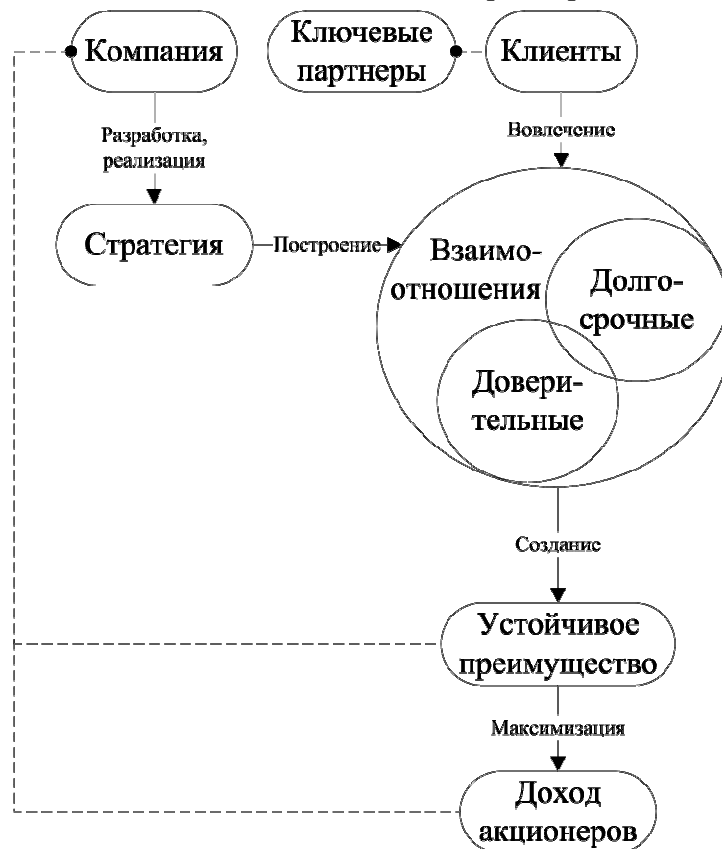 Компания
Ключевые
партнеры
Клиенты
Разработка,
реализация
Вовлечение
Стратегия
Построение
Взаимо-
отношения
Долго-
срочные
Довери-
тельные
Создание
Устойчивое
преимущество
Максимизация
Доход
акционеров